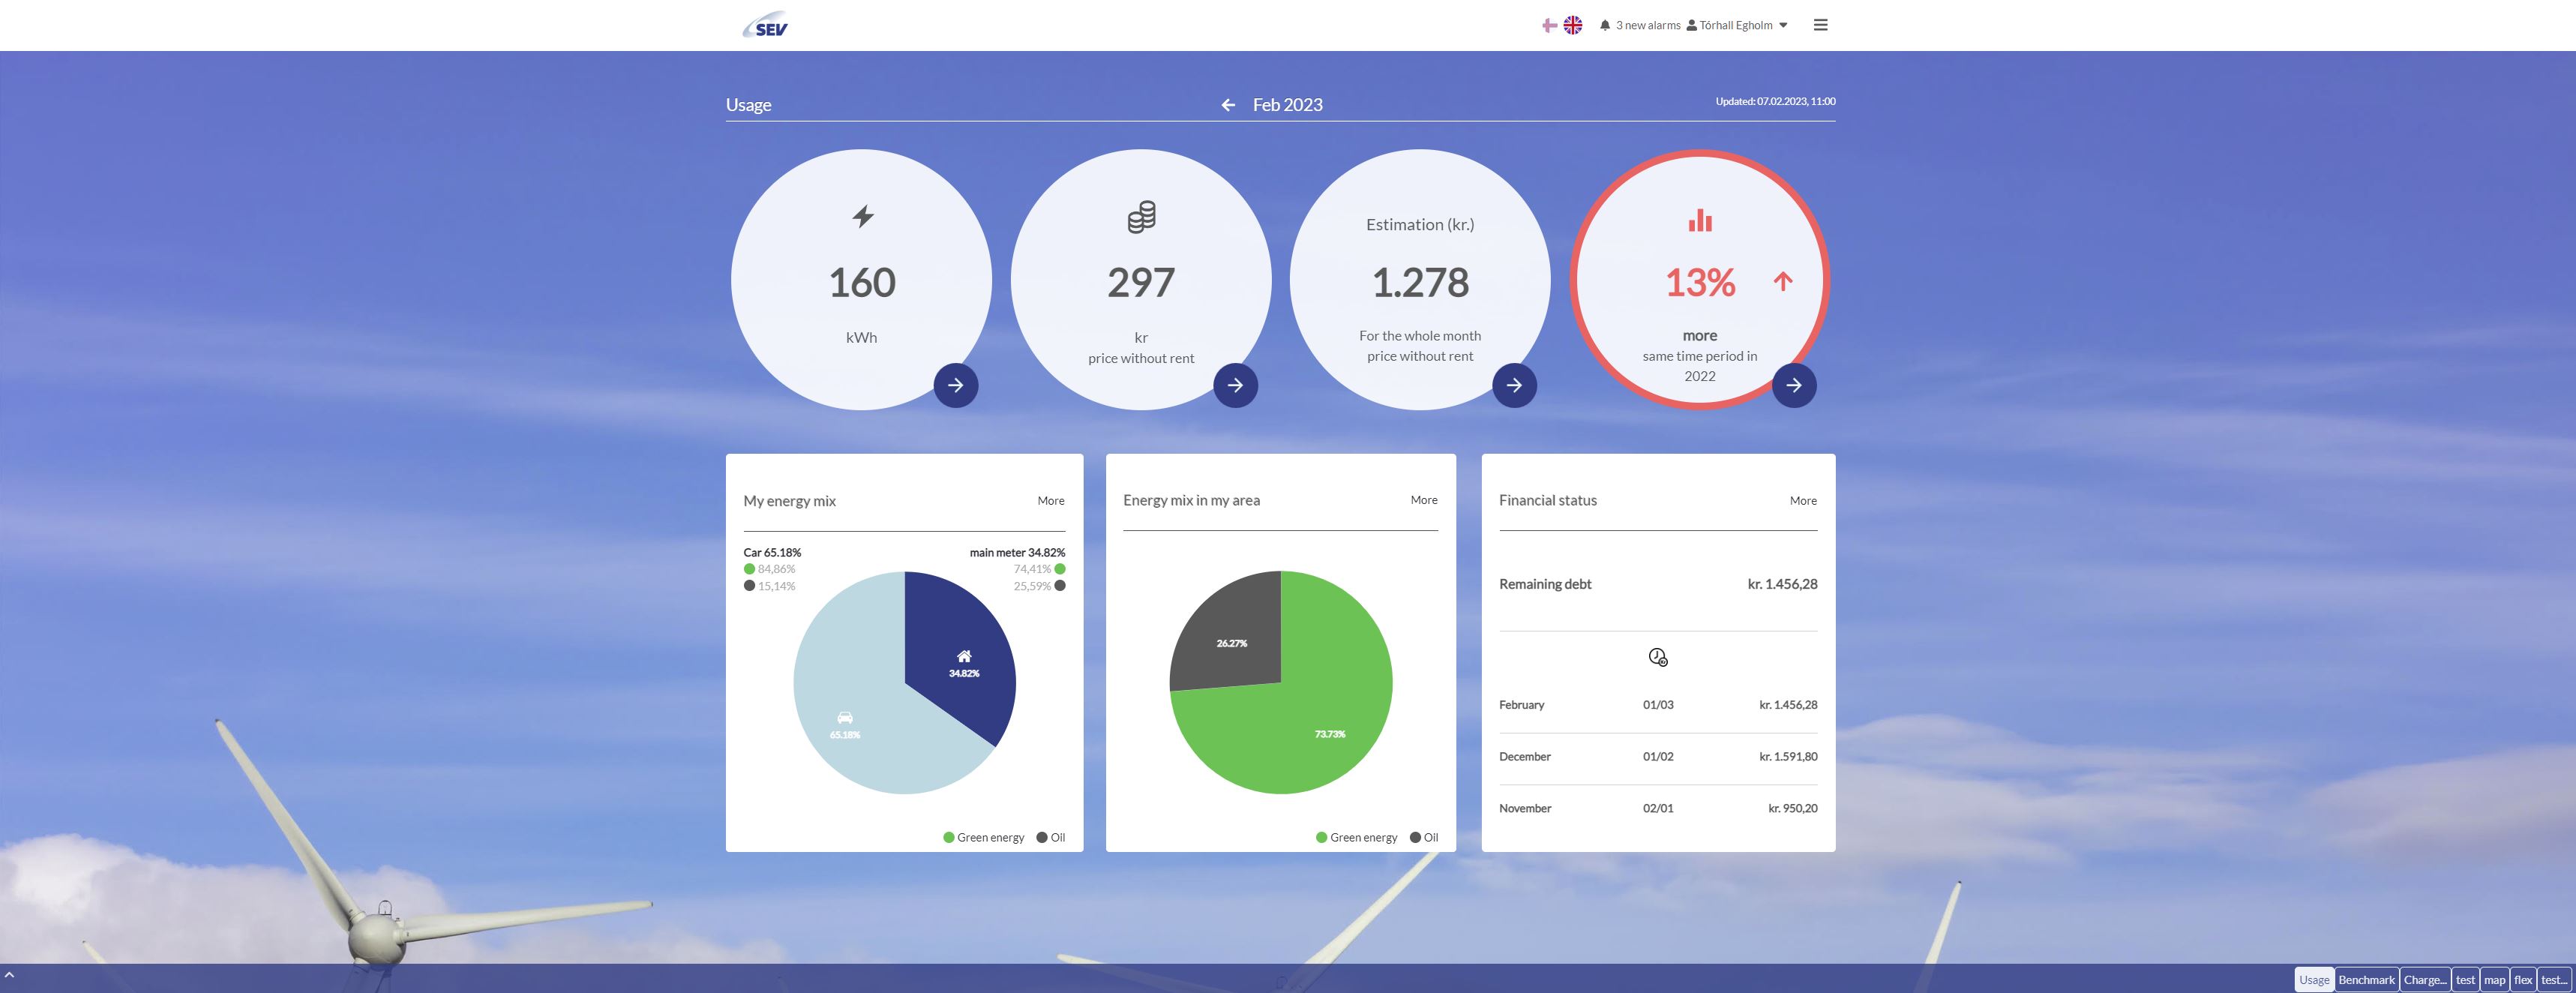 SEV
3 new alarms Tórhall Egholm
Usage
Feb 2023
Updated: 07.02.2023, 11:00
160
kWh
297
kr
price without rent
Estimation (kr.)
1.278
For the whole month
price without rent
13%
more
same time period in
2022
My energy mix More
Car 65.18% main meter 34.82%
84,86% 74,41%
15,14% 25,59%
34.82%
65.18%
Green energy Oil
Energy mix in my area More
26.27%
73.73%
Green energy Oil
Financial status More
Remaining debt kr. 1.456,28
February 01/03 kr. 1.456,28
December 01/02 kr. 1.591,80
November 02/01 kr. 950,20
Usage Benchmark Charge... test map flex test...